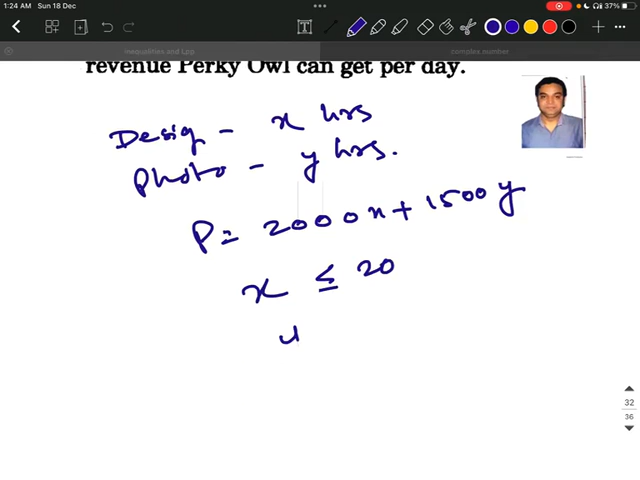 1:24 AM Sun 18 Dec 37%
inequalities and Lpp complex number
revenue Perky Owl can get per day.
Design - x hrs
Photo - y hrs.
P = 2000x + 1500y
x ≤ 20
y
32
36